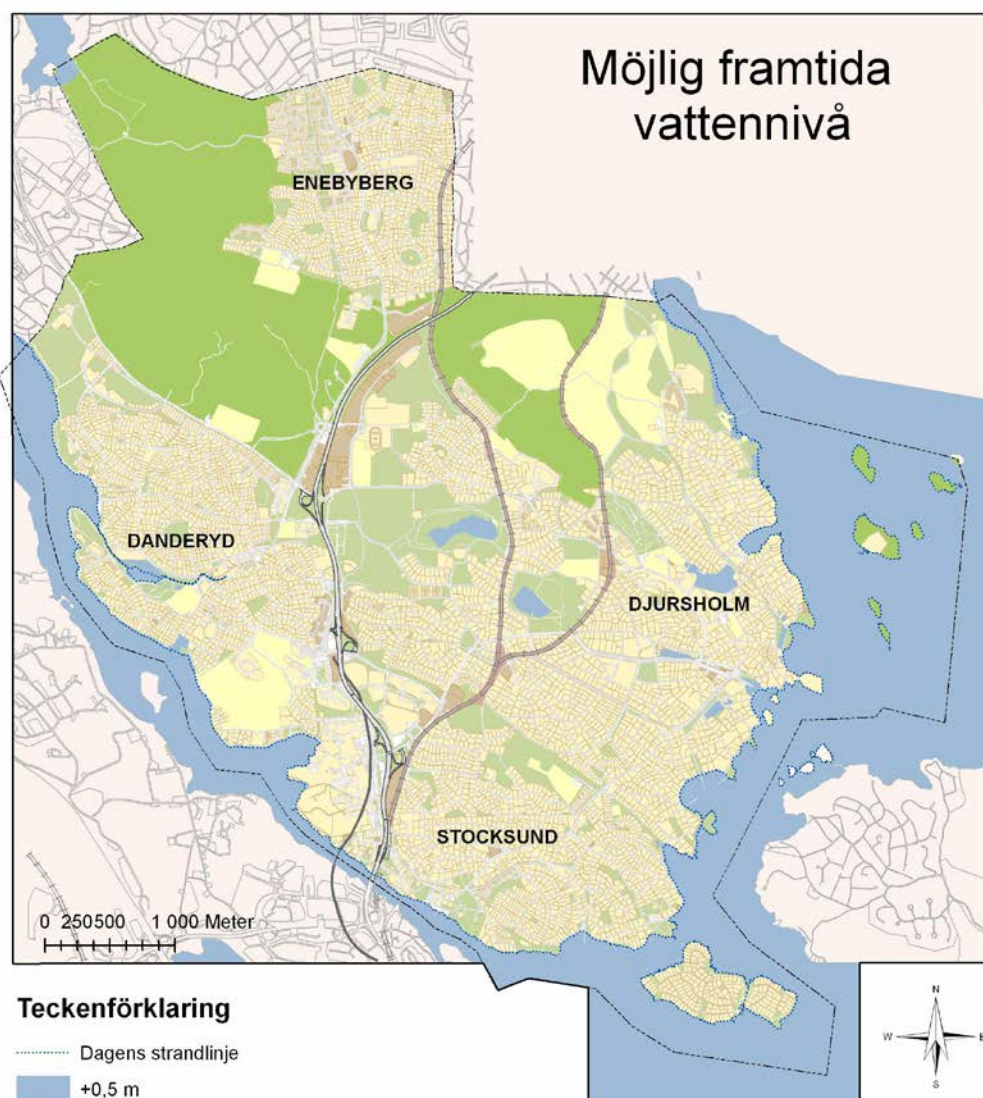 Möjlig framtida
vattennivå
ENEBYBERG
DANDERYD
DJURSHOLM
STOCKSUND
0 250500 1 000 Meter
Teckenförklaring
Dagens strandlinje
+0,5 m
N
W E
S